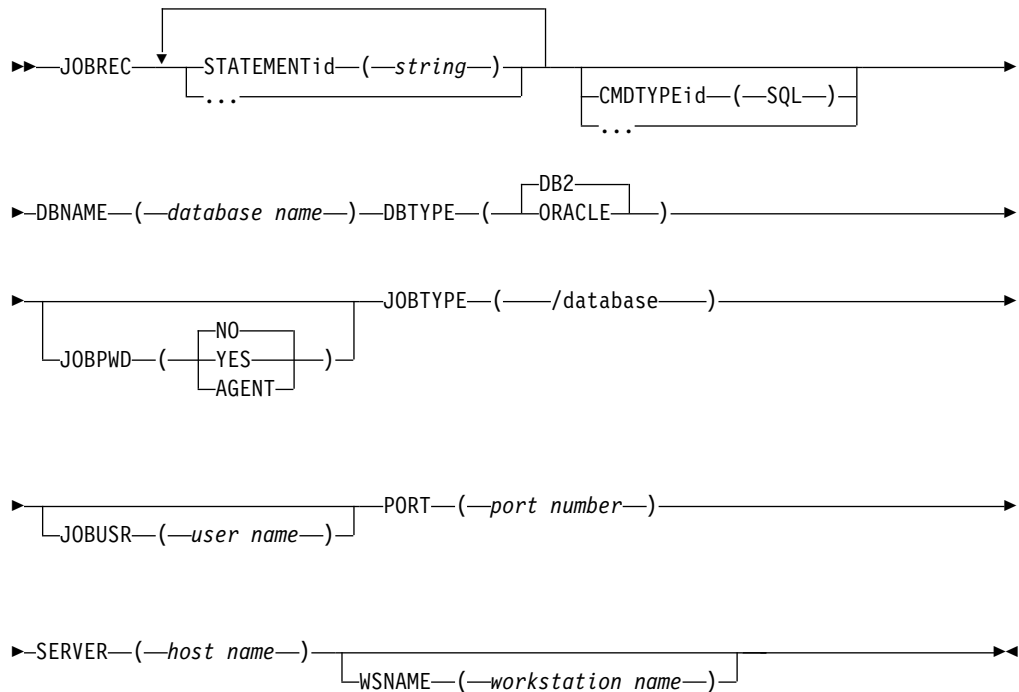 JOBREC STATEMENTid ( string )
...
CMDTYPEid ( SQL )
...
DBNAME ( database name ) DBTYPE ( DB2
ORACLE )
JOBPWD ( NO
YES
AGENT )
JOBTYPE ( /database )
JOBUSR ( user name )
PORT ( port number )
SERVER ( host name )
WSNAME ( workstation name )